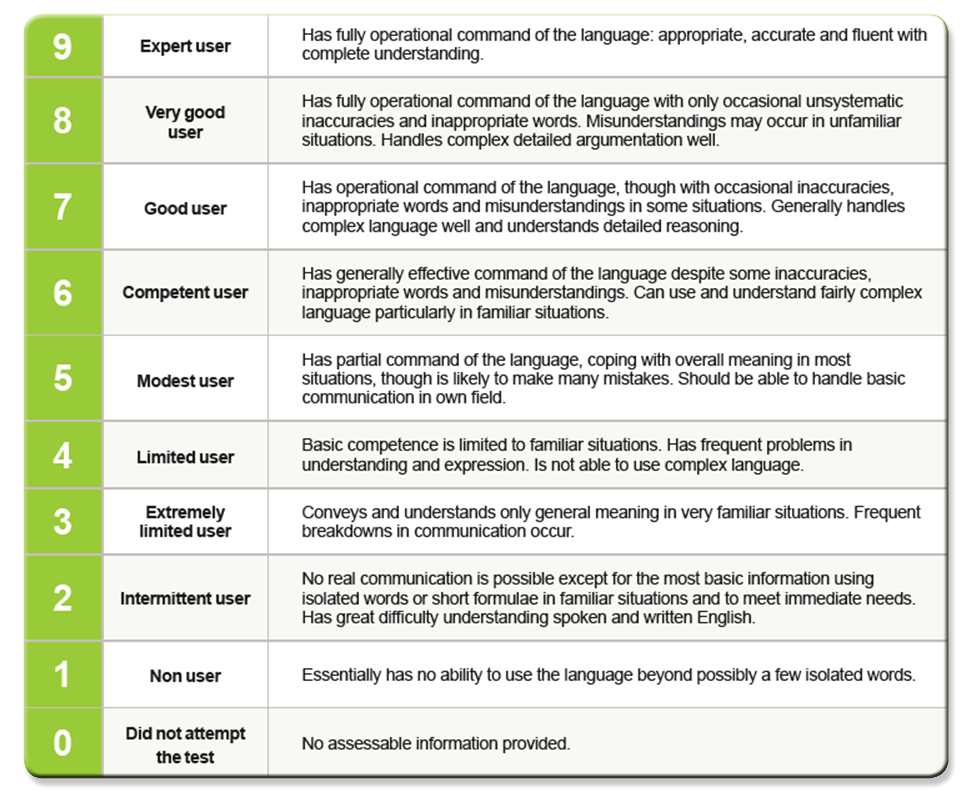 9
Expert user
Has fully operational command of the language: appropriate, accurate and fluent with
complete understanding.
8
Very good
user
Has fully operational command of the language with only occasional unsystematic
inaccuracies and inappropriate words. Misunderstandings may occur in unfamiliar
situations. Handles complex detailed argumentation well.
7
Good user
Has operational command of the language, though with occasional inaccuracies,
inappropriate words and misunderstandings in some situations. Generally handles
complex language well and understands detailed reasoning.
6
Competent user
Has generally effective command of the language despite some inaccuracies,
inappropriate words and misunderstandings. Can use and understand fairly complex
language particularly in familiar situations.
5
Modest user
Has partial command of the language, coping with overall meaning in most
situations, though is likely to make many mistakes. Should be able to handle basic
communication in own field.
4
Limited user
Basic competence is limited to familiar situations. Has frequent problems in
understanding and expression. Is not able to use complex language.
3
Extremely
limited user
Conveys and understands only general meaning in very familiar situations. Frequent
breakdowns in communication occur.
2
Intermittent user
No real communication is possible except for the most basic information using
isolated words or short formulae in familiar situations and to meet immediate needs.
Has great difficulty understanding spoken and written English.
1
Non user
Essentially has no ability to use the language beyond possibly a few isolated words.
0
Did not attempt
the test
No assessable information provided.